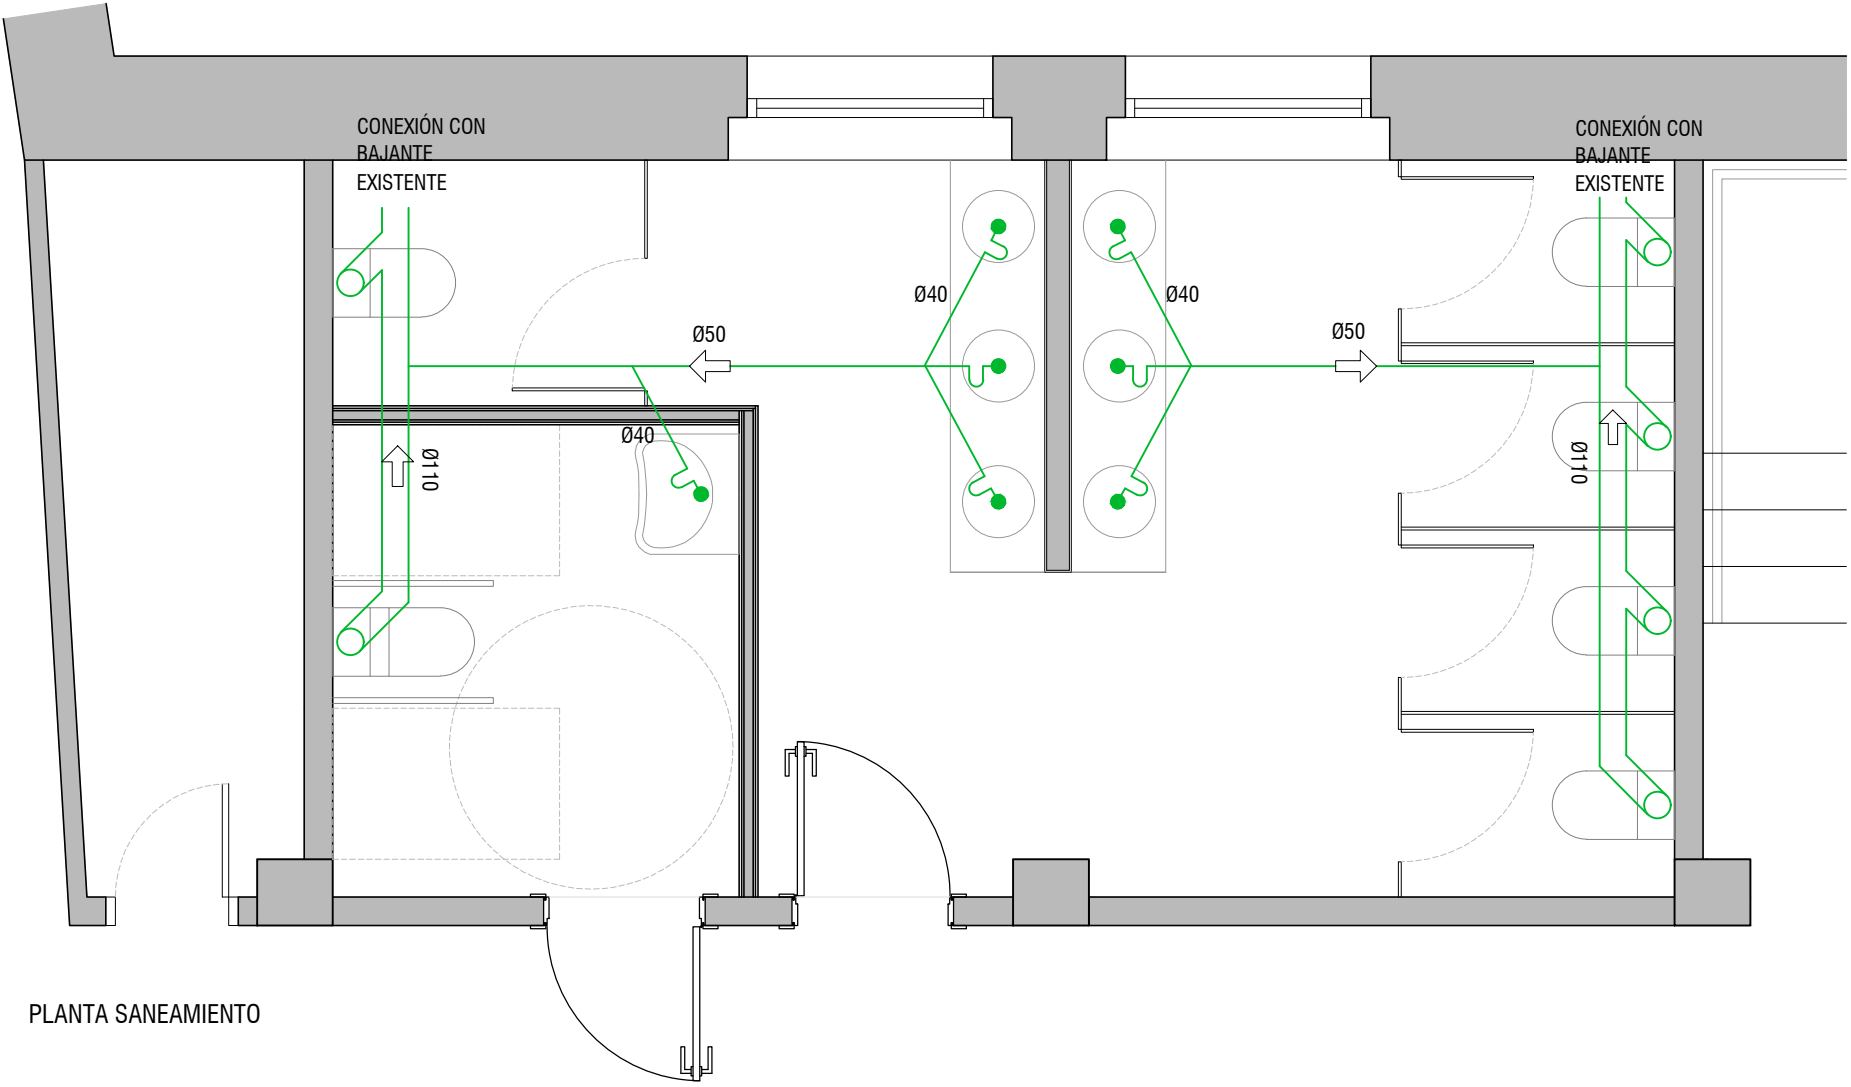 CONEXIÓN CON
BAJANTE
EXISTENTE
CONEXIÓN CON
BAJANTE
EXISTENTE
Ø40
Ø40
Ø50
Ø50
Ø40
Ø110
Ø110
PLANTA SANEAMIENTO